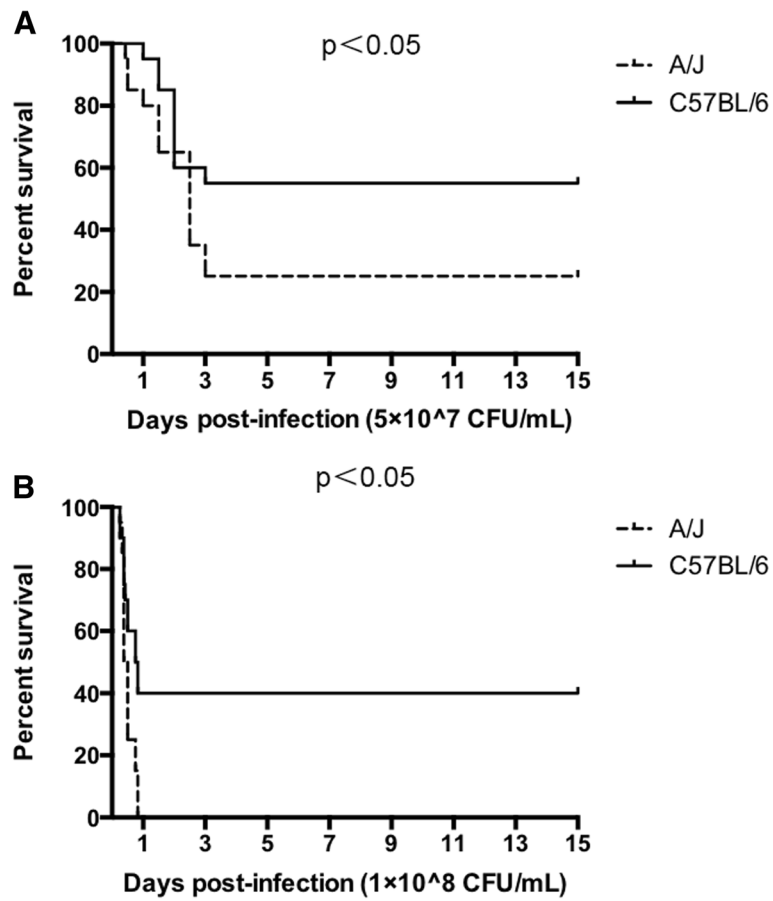 A
p<0.05
100
80
60
40
20
0
Percent survival
1 3 5 7 9 11 13 15
Days post-infection (5×10^7 CFU/mL)
A/J
C57BL/6
B
p<0.05
100
80
60
40
20
0
Percent survival
1 3 5 7 9 11 13 15
Days post-infection (1×10^8 CFU/mL)
A/J
C57BL/6